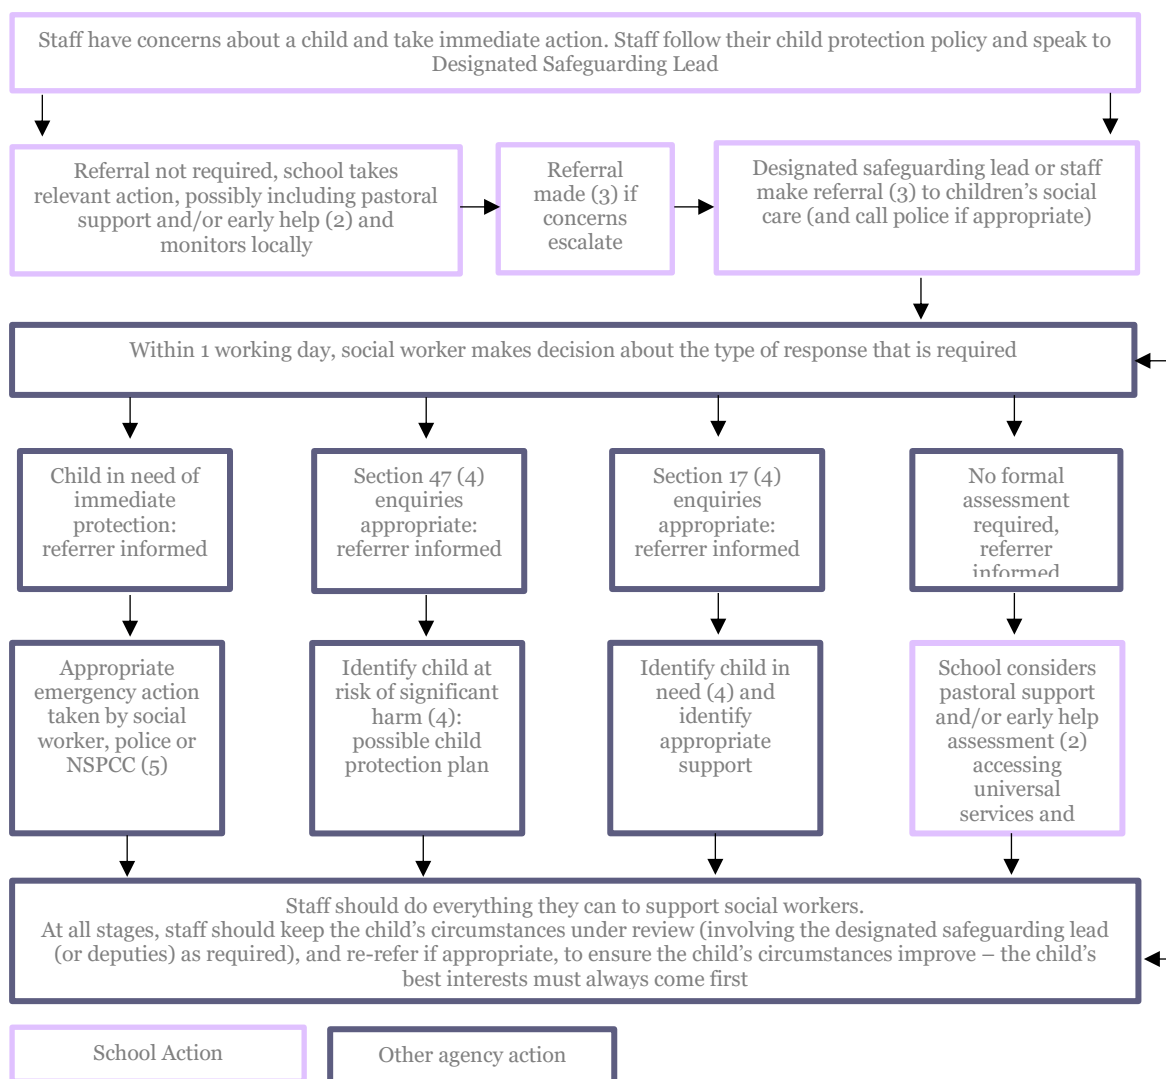 Staff have concerns about a child and take immediate action. Staff follow their child protection policy and speak to
Designated Safeguarding Lead
Referral not required, school takes
relevant action, possibly including pastoral
support and/or early help (2) and
monitors locally
Referral
made (3) if
concerns
escalate
Designated safeguarding lead or staff
make referral (3) to children’s social
care (and call police if appropriate)
Within 1 working day, social worker makes decision about the type of response that is required
Child in need of
immediate
protection:
referrer informed
Section 47 (4)
enquiries
appropriate:
referrer informed
Section 17 (4)
enquiries
appropriate:
referrer informed
No formal
assessment
required,
referrer
informed
Appropriate
emergency action
taken by social
worker, police or
NSPCC (5)
Identify child at
risk of significant
harm (4):
possible child
protection plan
Identify child in
need (4) and
identify
appropriate
support
School considers
pastoral support
and/or early help
assessment (2)
accessing
universal
services and
Staff should do everything they can to support social workers.
At all stages, staff should keep the child’s circumstances under review (involving the designated safeguarding lead
(or deputies) as required), and re-refer if appropriate, to ensure the child’s circumstances improve – the child’s
best interests must always come first
School Action
Other agency action